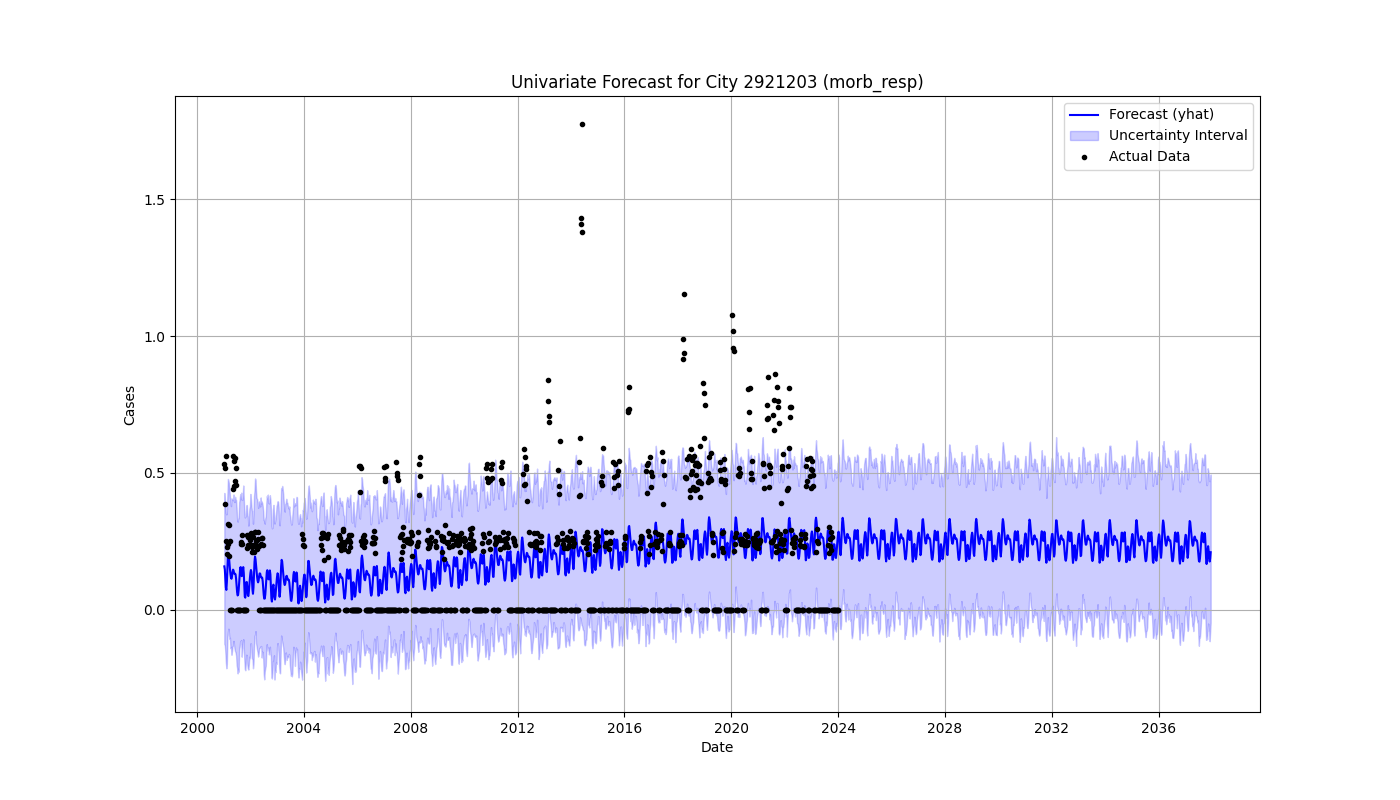 Univariate Forecast for City 2921203 (morb_resp)
Forecast (yhat)
Uncertainty Interval
Actual Data
Cases
1.5
1.0
0.5
0.0
2000 2004 2008 2012 2016 2020 2024 2028 2032 2036
Date